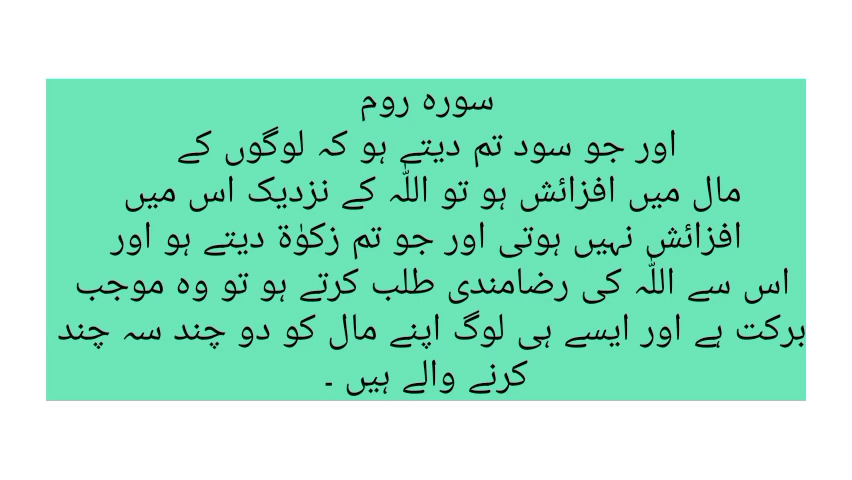 سورہ روم
اور جو سود تم دیتے ہو کہ لوگوں کے
مال میں افزائش ہو تو اللّٰہ کے نزدیک اس میں
افزائش نہیں ہوتی اور جو تم زکوٰۃ دیتے ہو اور
اس سے اللّٰہ کی رضامندی طلب کرتے ہو تو وہ موجب
برکت ہے اور ایسے ہی لوگ اپنے مال کو دو چند سہ چند
کرنے والے ہیں ۔